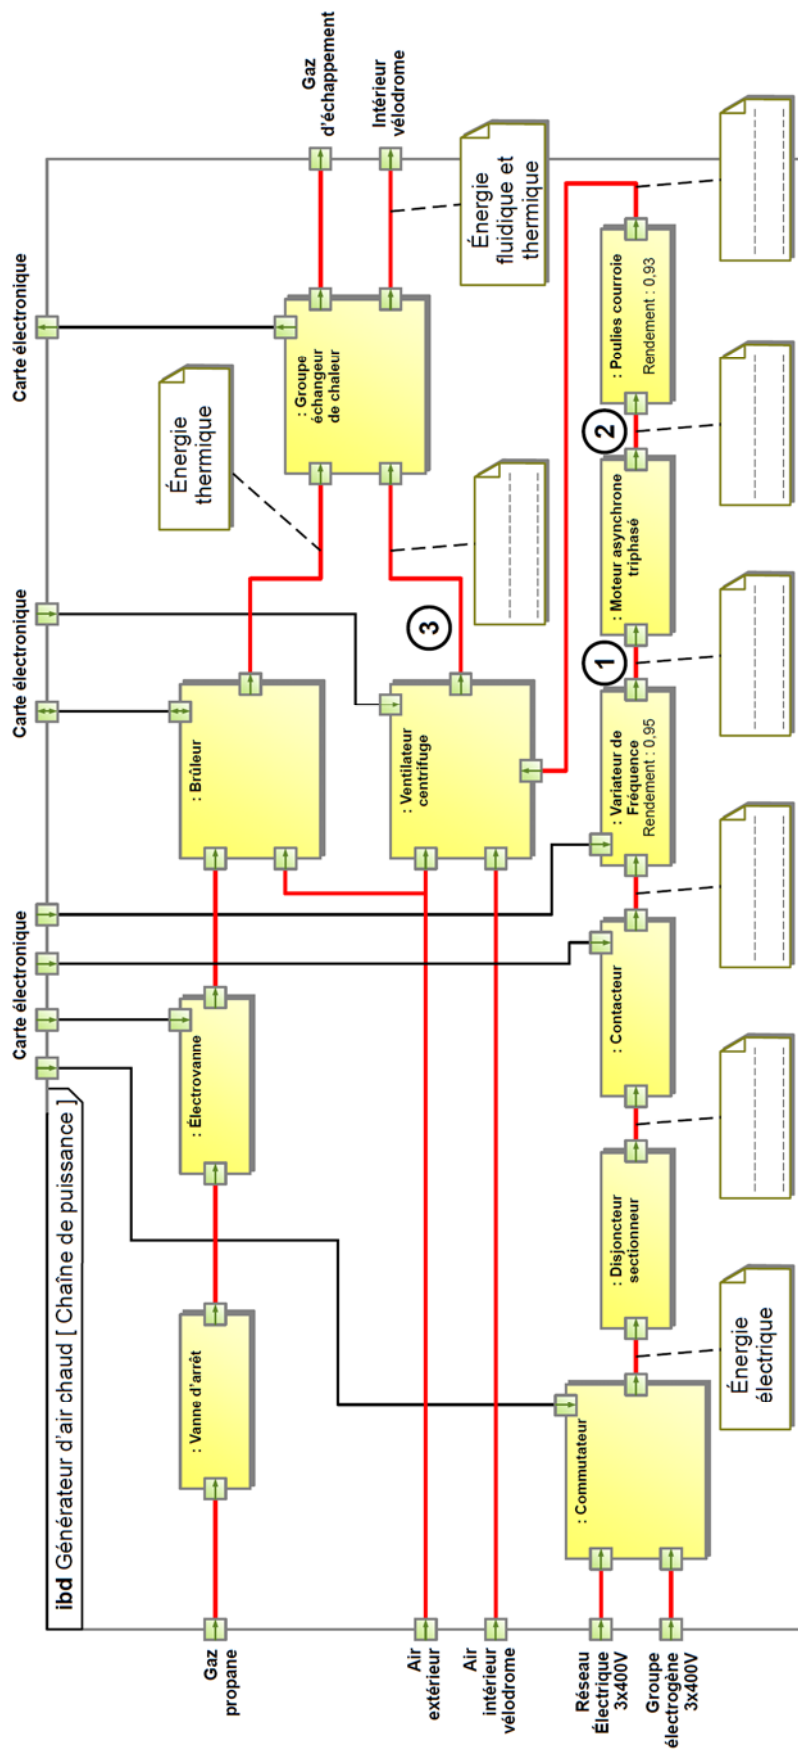 ibd Générateur d'air chaud [ Chaîne de puissance ]
Carte électronique
Carte électronique
Carte électronique
Gaz
propane
Air
extérieur
Air
intérieur
vélodrome
Réseau
Électrique
3x400V
Groupe
électrogène
3x400V
: Vanne d'arrêt
: Électrovanne
: Brûleur
Énergie
thermique
: Groupe
échangeur
de chaleur
Gaz
d'échappement
Intérieur
vélodrome
Énergie
fluidique et
thermique
: Ventilateur
centrifuge
3
: Commutateur
Énergie
électrique
: Disjoncteur
sectionneur
: Contacteur
: Variateur de
Fréquence
Rendement : 0,95
1
: Moteur asynchrone
triphasé
2
: Poulies courroie
Rendement : 0,93